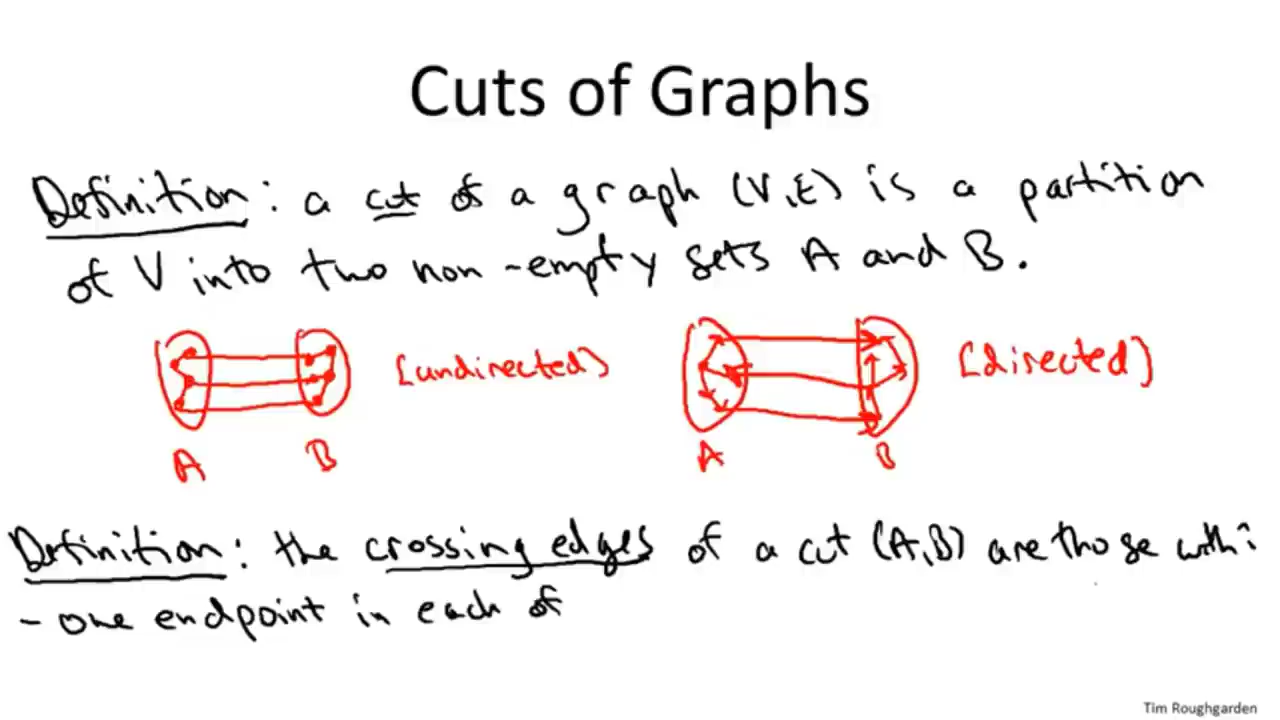 Cuts of Graphs
Definition: a cut of a graph (V,E) is a partition
of V into two non-empty sets A and B.
[undirected]
[directed]
A B A B
Definition: the crossing edges of a cut (A,B) are those with:
- one endpoint in each of
Tim Roughgarden